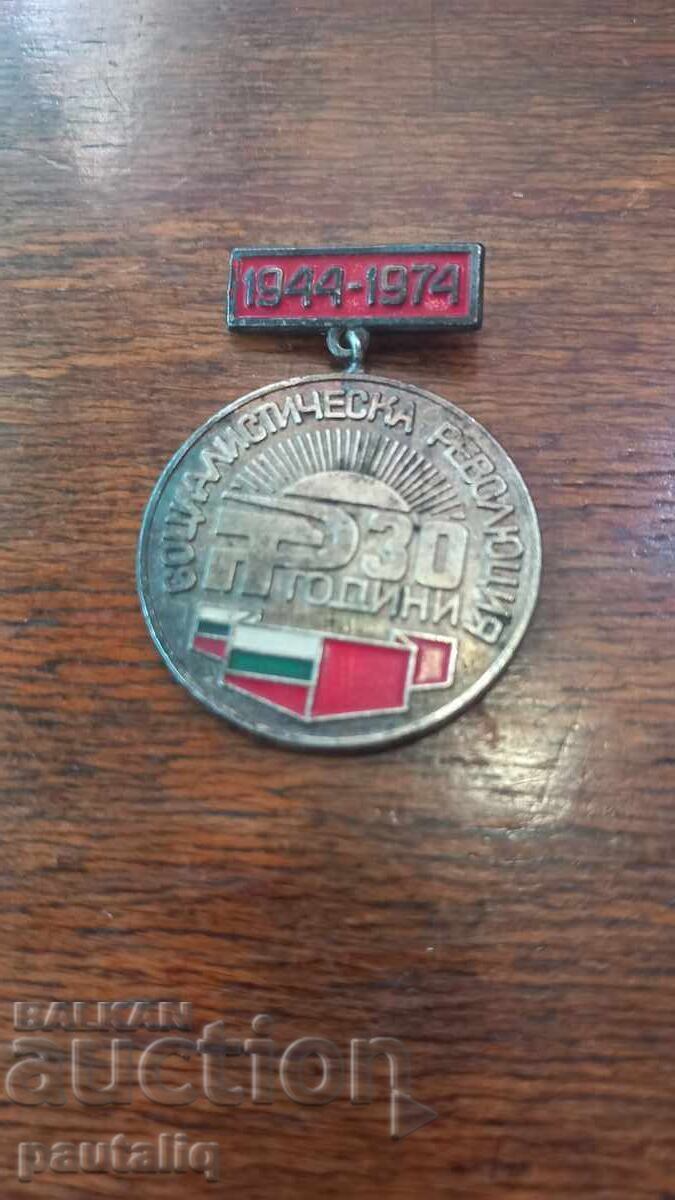 1944-1974
СОЦИАЛИСТИЧЕСКА РЕВОЛЮЦИЯ
30
ГОДИНИ
BALKAN
auction
pautaliq